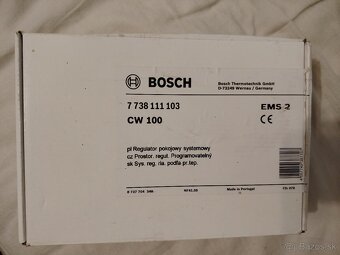 BOSCH
Bosch Thermotechnik GmbH
D-73249 Wernau / Germany
7 738 111 103
EMS 2
CW 100
CE
pl Regulator pokojowy systemowy
cz Prostor. regul. Programovatelný
sk Sys. reg. ria. podľa pr.tep.
Made in Portugal